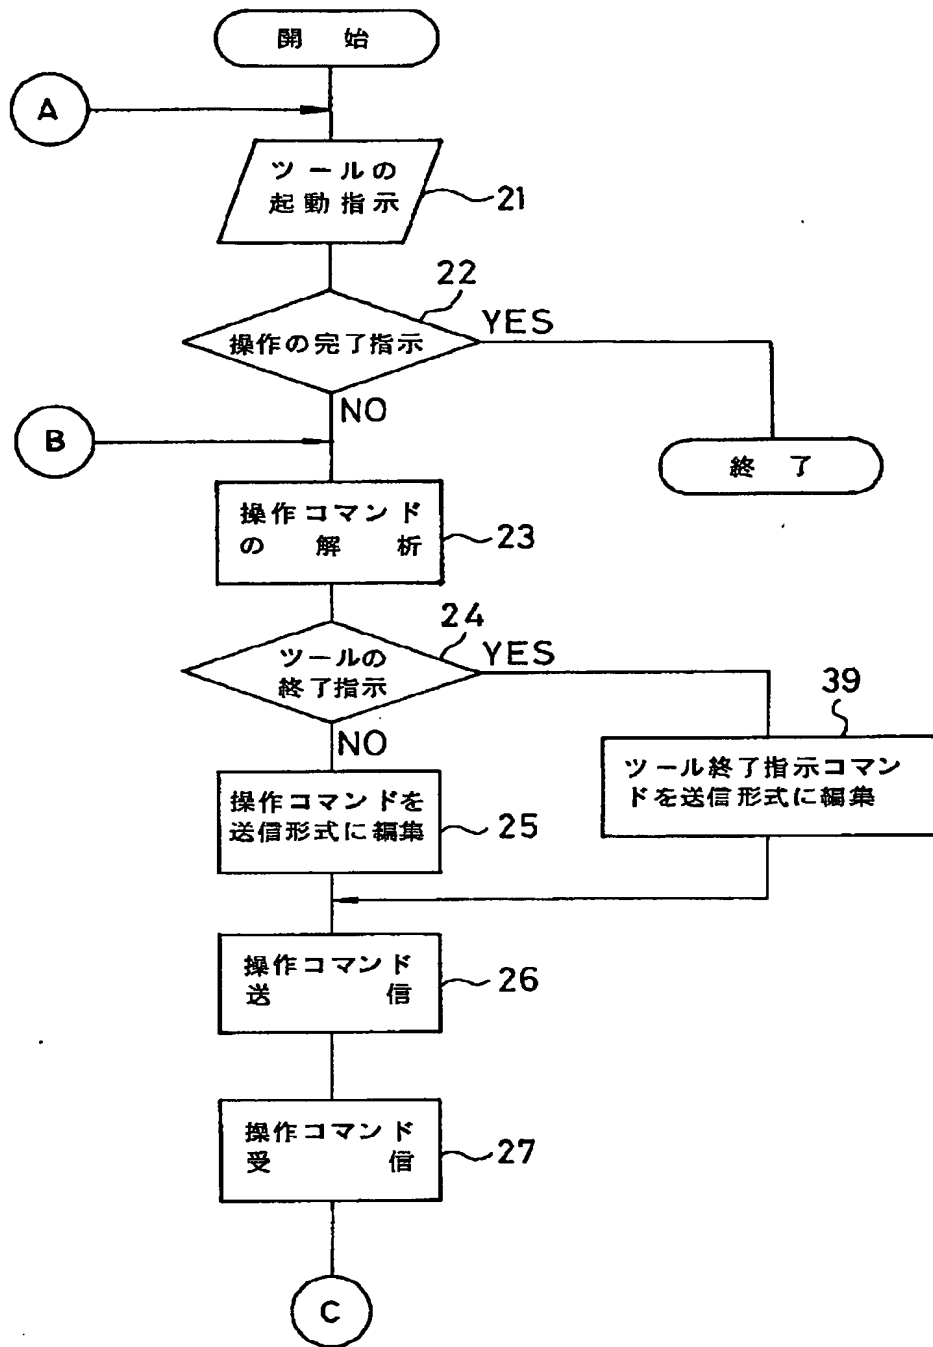 開始
A
ツールの
起動指示
21
22
操作の完了指示
YES
NO
B
終了
操作コマンド
の解析
23
24
ツールの
終了指示
YES
NO
39
ツール終了指示コマン
ドを送信形式に編集
操作コマンドを
送信形式に編集
25
操作コマンド
送信
26
操作コマンド
受信
27
C